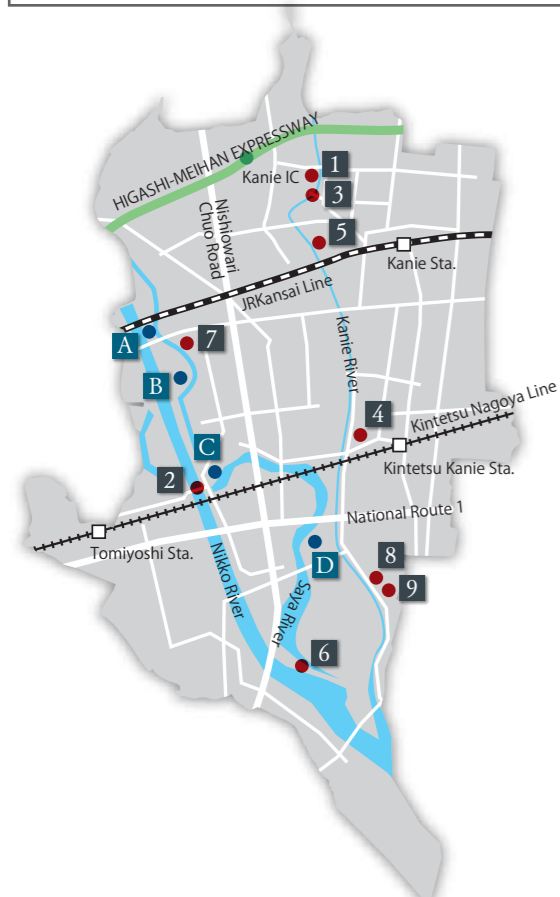 HIGASHI-MEIHAN EXPRESSWAY
Kanie IC
1
3
Nishiowari
Chuo Road
5
Kanie Sta.
JRKansai Line
A
7
Kanie River
B
4
Kintetsu Nagoya Line
C
Kintetsu Kanie Sta.
2
National Route 1
Tomiyoshi Sta.
D
Nikko River
8
Saya River
9
6